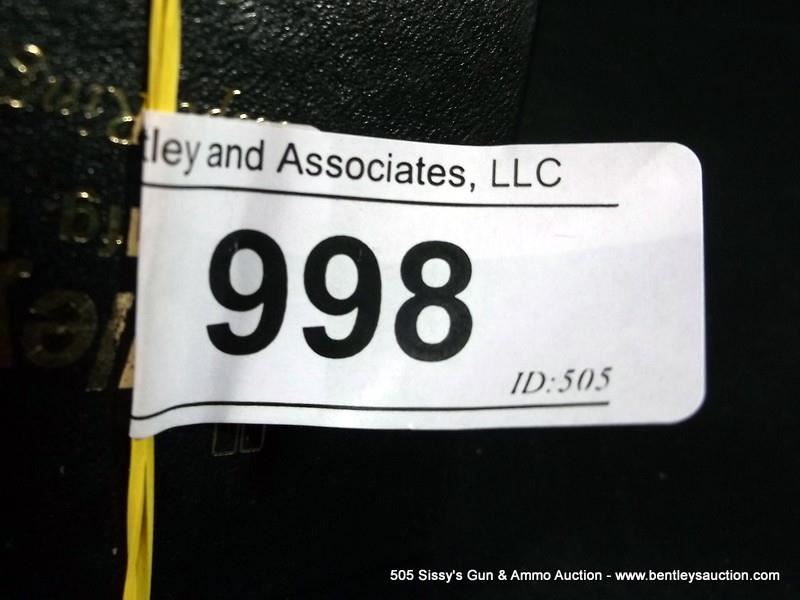 tley and Associates, LLC
998
ID:505
505 Sissy's Gun & Ammo Auction - www.bentleysauction.com